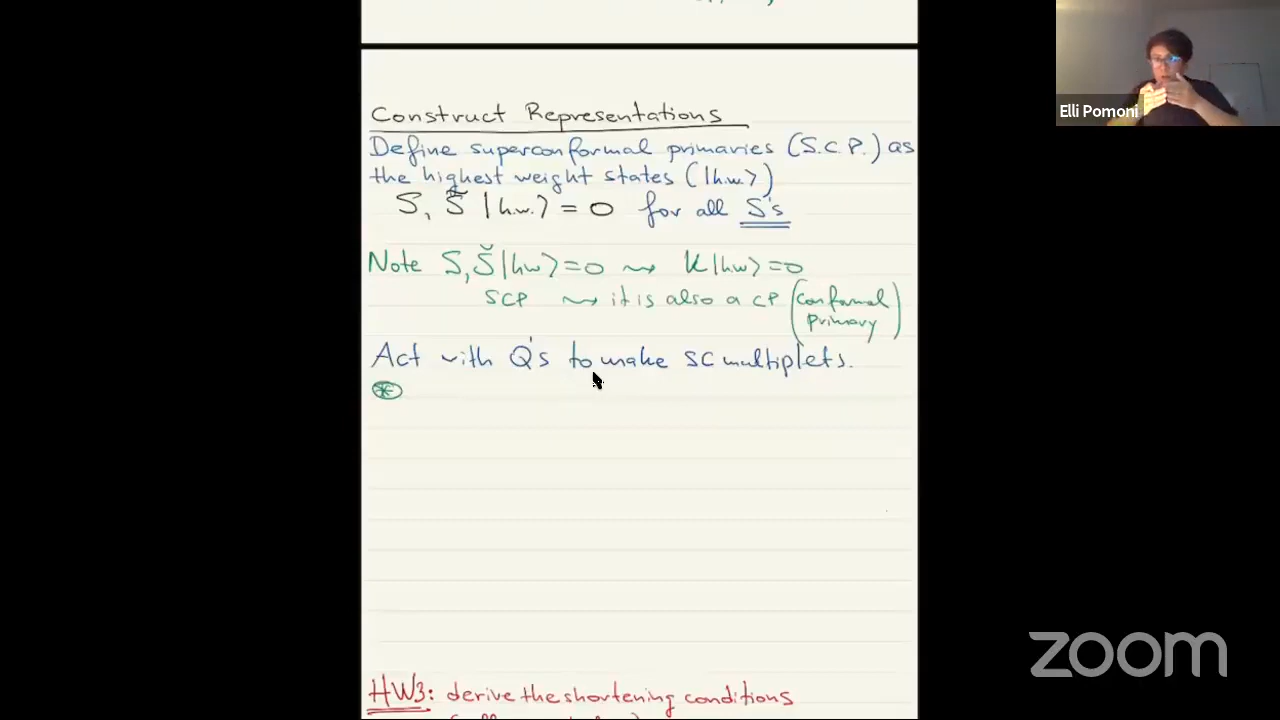 Construct Representations
Define superconformal primaries (S.C.P.) as
the highest weight states (|h.w.⟩)
S, S̃ |h.w.⟩ = 0 for all S's
Note S, S̆ |hw⟩ = 0 ⇝ K|hw⟩ = 0
SCP ⇝ it is also a CP (conformal
primary)
Act with Q's to make SC multiplets.
⊛
HW3: derive the shortening conditions
Elli Pomoni
zoom